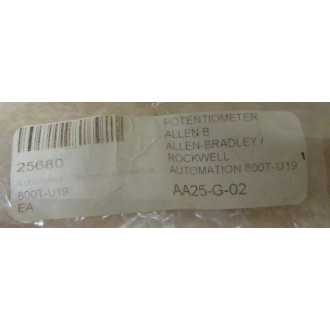 25680
800T-U19
EA
POTENTIOMETER
ALLEN B
ALLEN-BRADLEY /
ROCKWELL
AUTOMATION 800T-U19
AA25-G-02